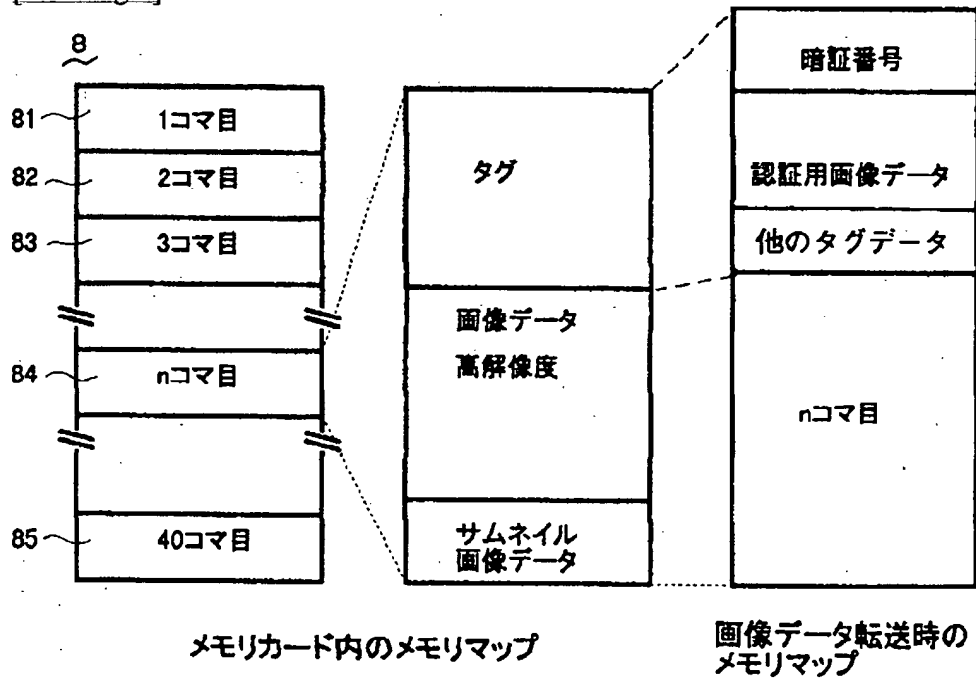 8
81
1コマ目
82
2コマ目
83
3コマ目
84
nコマ目
85
40コマ目
タグ
画像データ
高解像度
サムネイル
画像データ
暗証番号
認証用画像データ
他のタグデータ
nコマ目
メモリカード内のメモリマップ
画像データ転送時の
メモリマップ